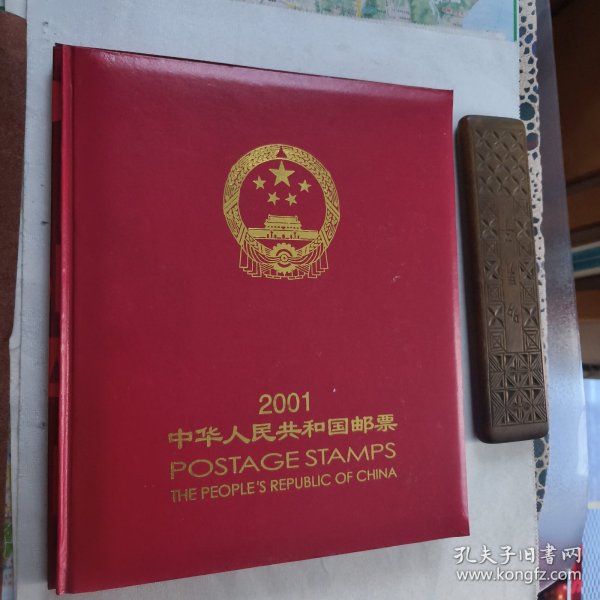 2001
中华人民共和国邮票
POSTAGE STAMPS
THE PEOPLE'S REPUBLIC OF CHINA
孔夫子旧书网
www.kongfz.com